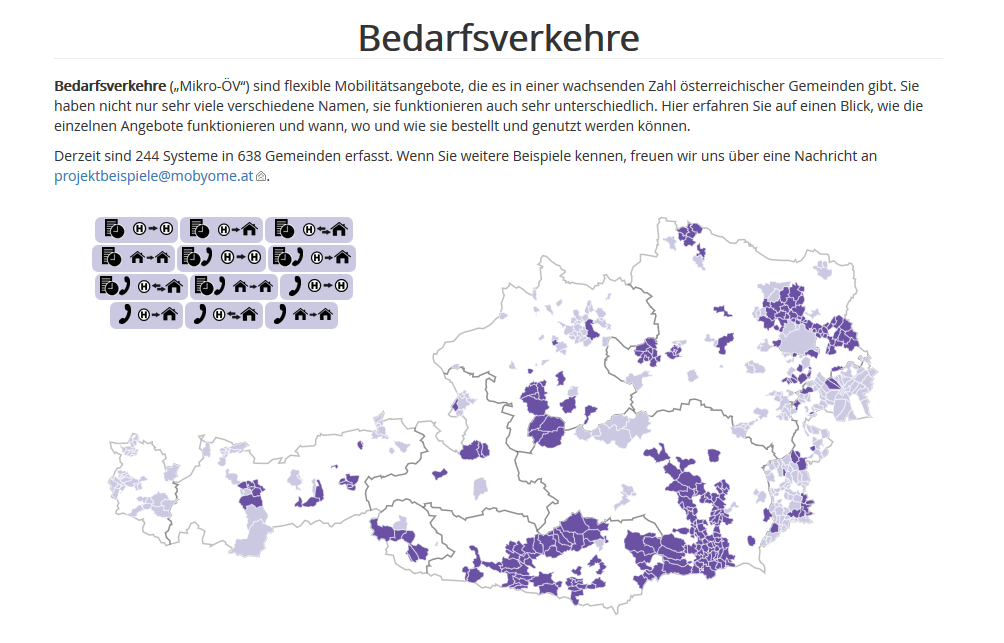 Bedarfsverkehre
Bedarfsverkehre („Mikro-ÖV“) sind flexible Mobilitätsangebote, die es in einer wachsenden Zahl österreichischer Gemeinden gibt. Sie
haben nicht nur sehr viele verschiedene Namen, sie funktionieren auch sehr unterschiedlich. Hier erfahren Sie auf einen Blick, wie die
einzelnen Angebote funktionieren und wann, wo und wie sie bestellt und genutzt werden können.
Derzeit sind 244 Systeme in 638 Gemeinden erfasst. Wenn Sie weitere Beispiele kennen, freuen wir uns über eine Nachricht an
projektbeispiele@mobyome.at.
H H H H
H H H
H H H
H H